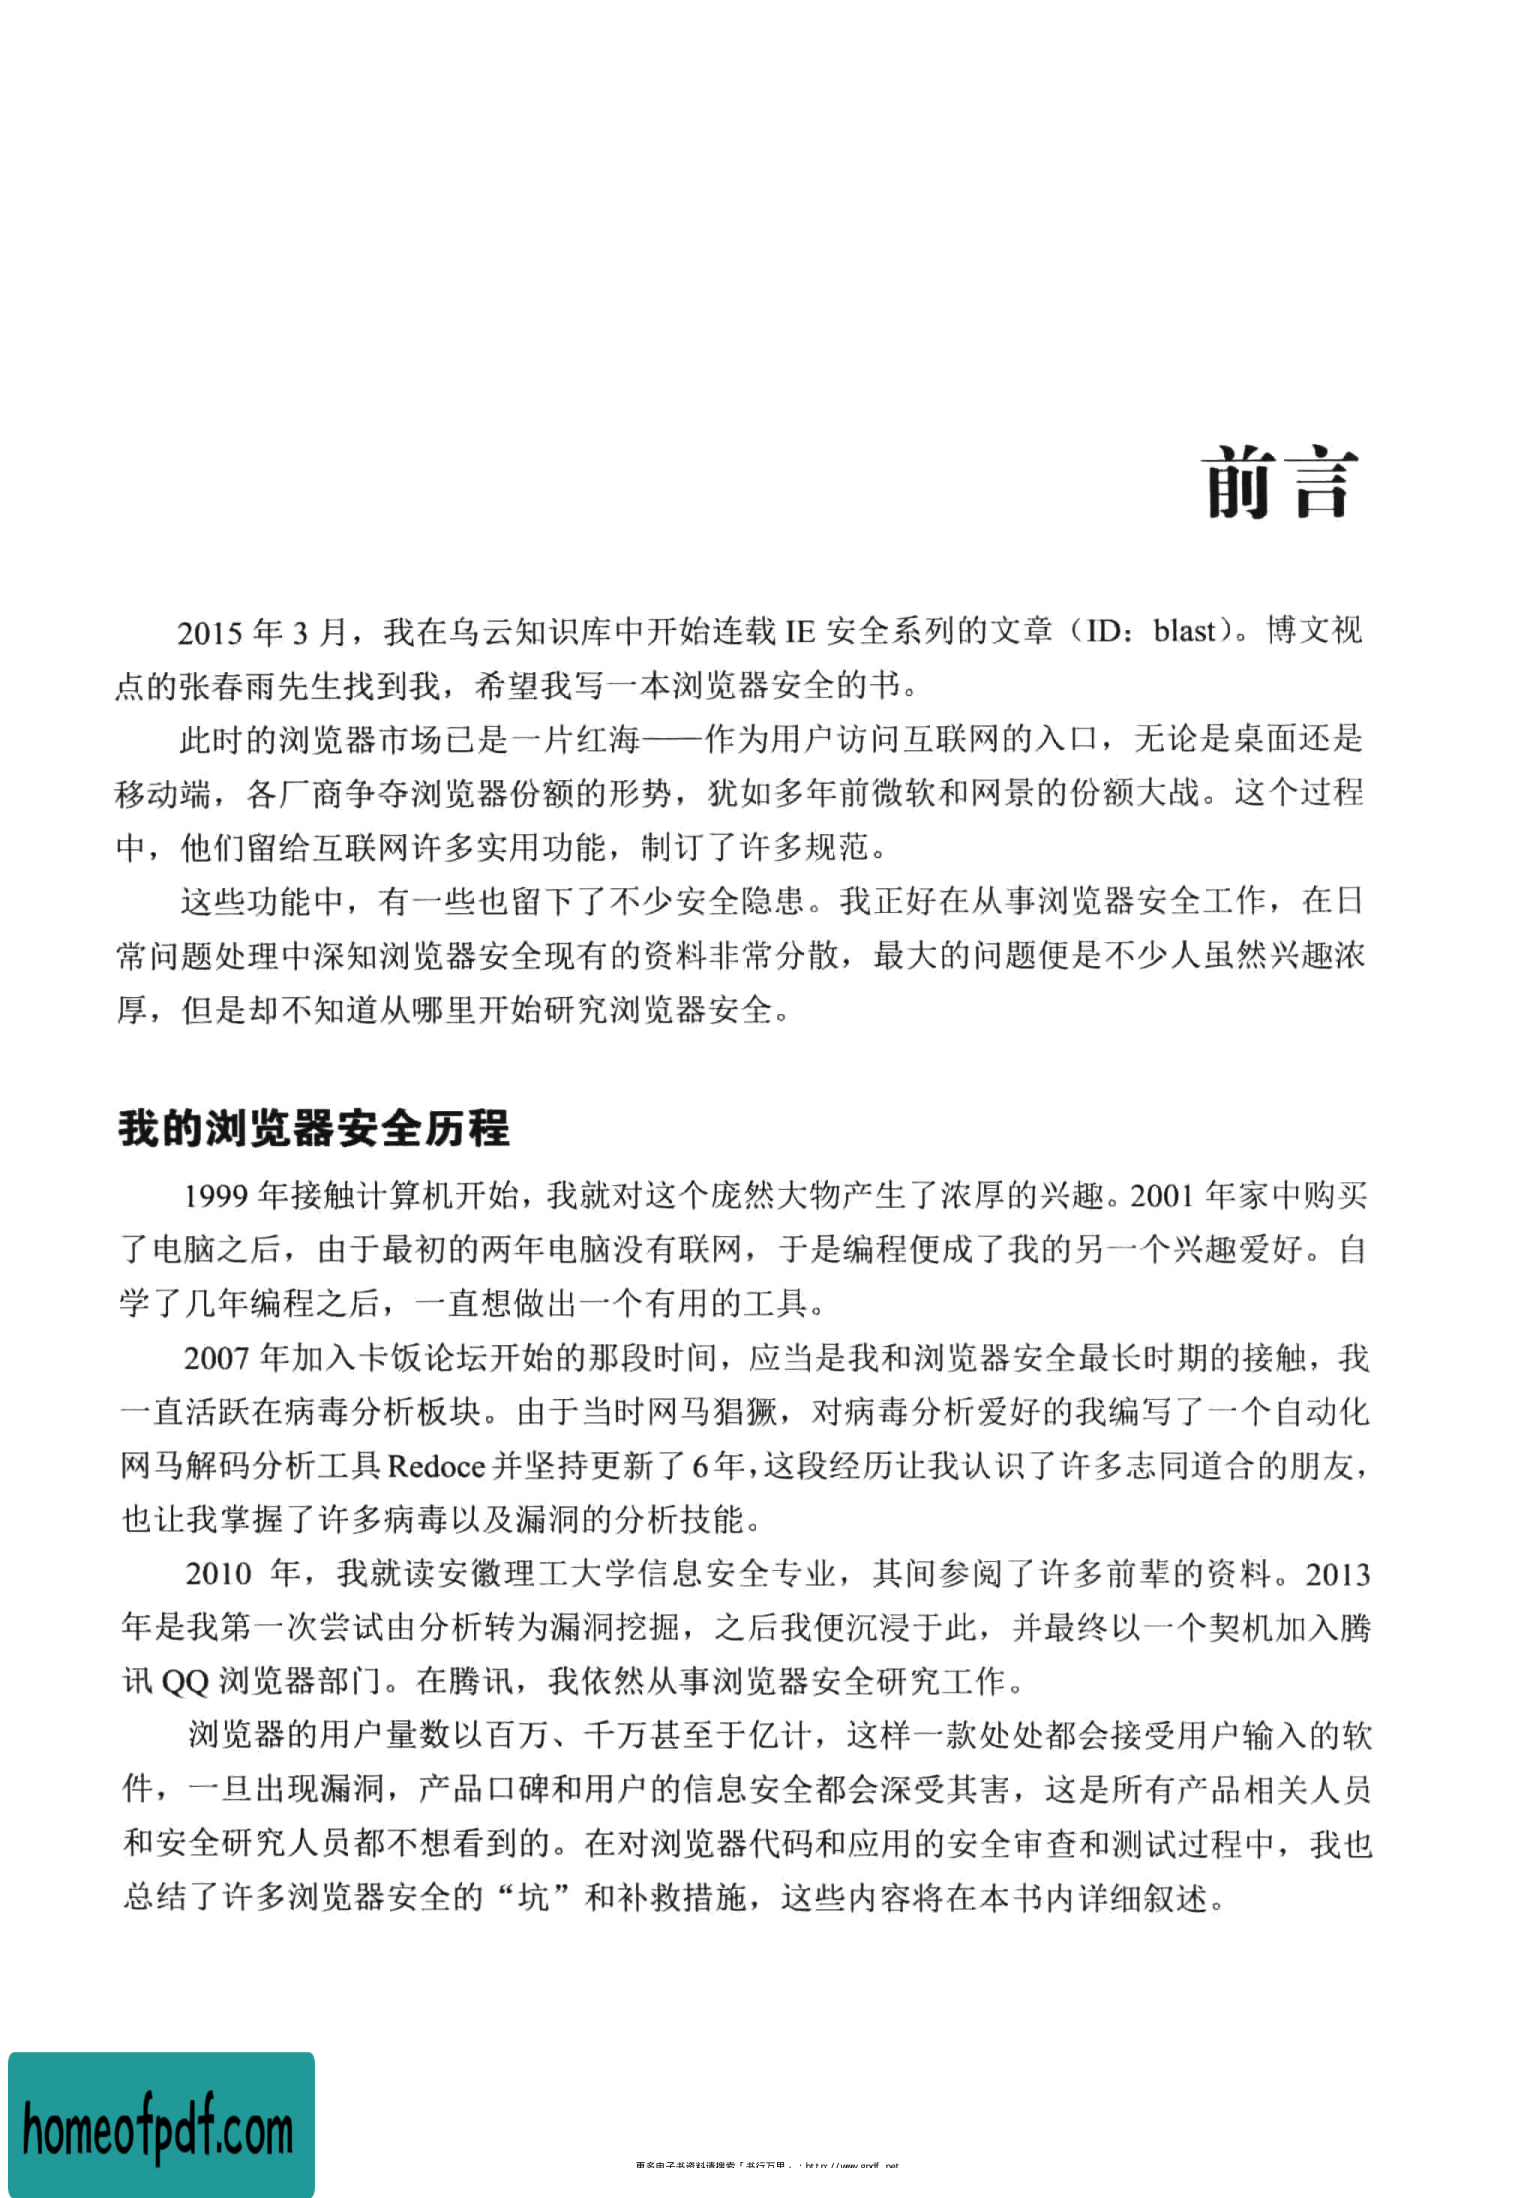 前言
2015 年 3 月，我在乌云知识库中开始连载 IE 安全系列的文章（ID：blast）。博文视
点的张春雨先生找到我，希望我写一本浏览器安全的书。
此时的浏览器市场已是一片红海——作为用户访问互联网的入口，无论是桌面还是
移动端，各厂商争夺浏览器份额的形势，犹如多年前微软和网景的份额大战。这个过程
中，他们留给互联网许多实用功能，制订了许多规范。
这些功能中，有一些也留下了不少安全隐患。我正好在从事浏览器安全工作，在日
常问题处理中深知浏览器安全现有的资料非常分散，最大的问题便是不少人虽然兴趣浓
厚，但是却不知道从哪里开始研究浏览器安全。
我的浏览器安全历程
1999 年接触计算机开始，我就对这个庞然大物产生了浓厚的兴趣。2001 年家中购买
了电脑之后，由于最初的两年电脑没有联网，于是编程便成了我的另一个兴趣爱好。自
学了几年编程之后，一直想做出一个有用的工具。
2007 年加入卡饭论坛开始的那段时间，应当是我和浏览器安全最长时期的接触，我
一直活跃在病毒分析板块。由于当时网马猖獗，对病毒分析爱好的我编写了一个自动化
网马解码分析工具 Redoce 并坚持更新了 6 年，这段经历让我认识了许多志同道合的朋友，
也让我掌握了许多病毒以及漏洞的分析技能。
2010 年，我就读安徽理工大学信息安全专业，其间参阅了许多前辈的资料。2013
年是我第一次尝试由分析转为漏洞挖掘，之后我便沉浸于此，并最终以一个契机加入腾
讯 QQ 浏览器部门。在腾讯，我依然从事浏览器安全研究工作。
浏览器的用户量数以百万、千万甚至于亿计，这样一款处处都会接受用户输入的软
件，一旦出现漏洞，产品口碑和用户的信息安全都会深受其害，这是所有产品相关人员
和安全研究人员都不想看到的。在对浏览器代码和应用的安全审查和测试过程中，我也
总结了许多浏览器安全的“坑”和补救措施，这些内容将在本书内详细叙述。
homeofpdf.com
更多电子书资料请搜索「书行万里」：http://www.gpdf.net